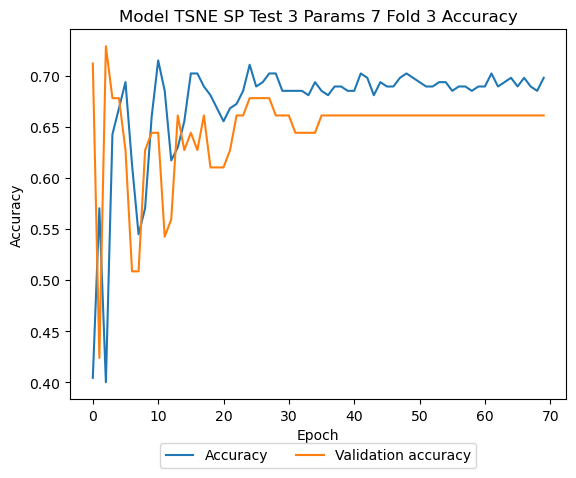 Model TSNE SP Test 3 Params 7 Fold 3 Accuracy
Accuracy
0.70
0.65
0.60
0.55
0.50
0.45
0.40
0 10 20 30 40 50 60 70
Epoch
Accuracy Validation accuracy